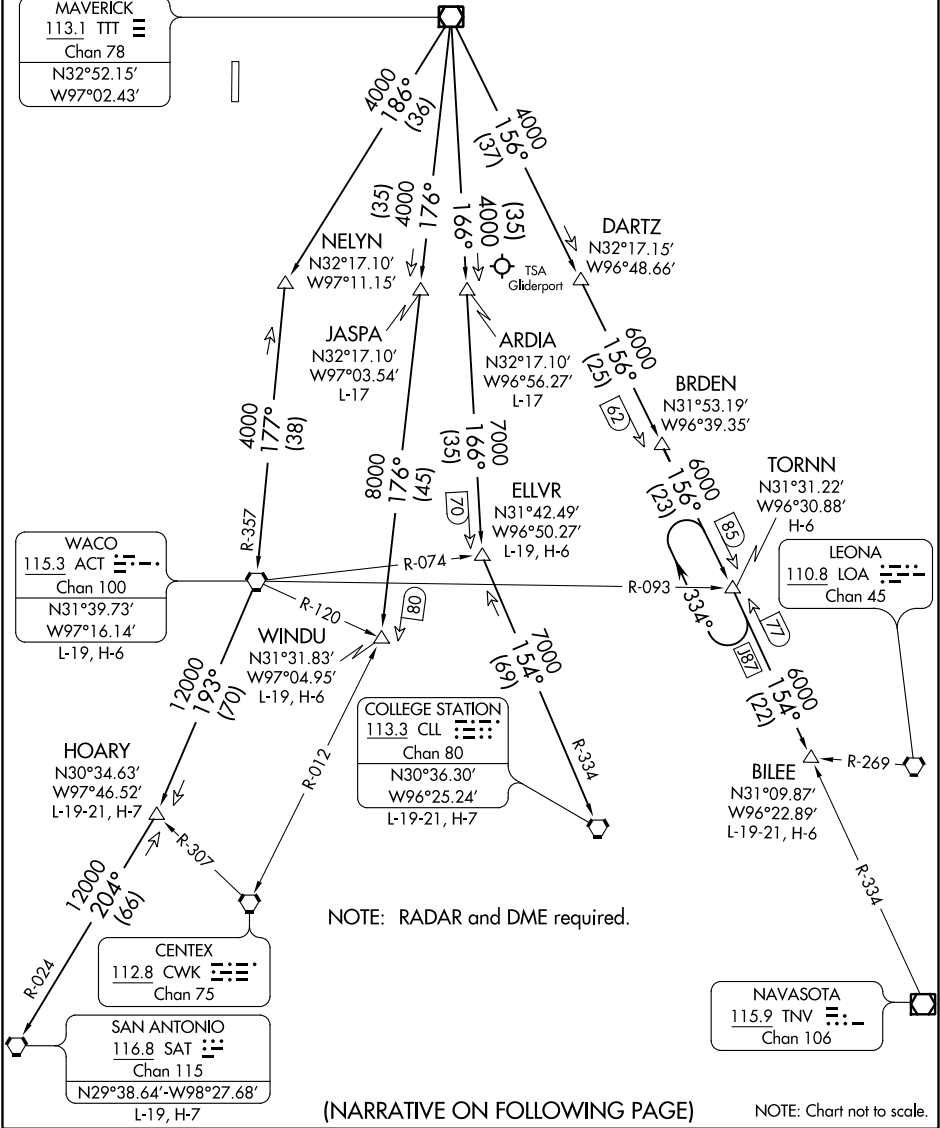 MAVERICK
113.1 TTT
Chan 78
N32°52.15'
W97°02.43'
4000
186°
(36)
(35)
4000
176°
(35)
4000
166°
4000
156°
(37)
NELYN
N32°17.10'
W97°11.15'
TSA
Gliderport
DARTZ
N32°17.15'
W96°48.66'
JASPA
N32°17.10'
W97°03.54'
L-17
ARDIA
N32°17.10'
W96°56.27'
L-17
6000
156°
(25)
62
BRDEN
N31°53.19'
W96°39.35'
4000
177°
(38)
8000
176°
(45)
7000
166°
(35)
70
6000
156°
(23)
85
ELLVR
N31°42.49'
W96°50.27'
L-19, H-6
TORNN
N31°31.22'
W96°30.88'
H-6
R-357
WACO
115.3 ACT
Chan 100
N31°39.73'
W97°16.14'
L-19, H-6
R-074
R-093
R-120
80
334°
77
J87
LEONA
110.8 LOA
Chan 45
WINDU
N31°31.83'
W97°04.95'
L-19, H-6
12000
193°
(70)
7000
154°
(69)
6000
154°
(22)
COLLEGE STATION
113.3 CLL
Chan 80
N30°36.30'
W96°25.24'
L-19-21, H-7
R-334
HOARY
N30°34.63'
W97°46.52'
L-19-21, H-7
R-012
R-269
BILEE
N31°09.87'
W96°22.89'
L-19-21, H-6
R-307
R-334
12000
204°
(66)
NOTE: RADAR and DME required.
CENTEX
112.8 CWK
Chan 75
R-024
NAVASOTA
115.9 TNV
Chan 106
SAN ANTONIO
116.8 SAT
Chan 115
N29°38.64'-W98°27.68'
L-19, H-7
(NARRATIVE ON FOLLOWING PAGE)
NOTE: Chart not to scale.